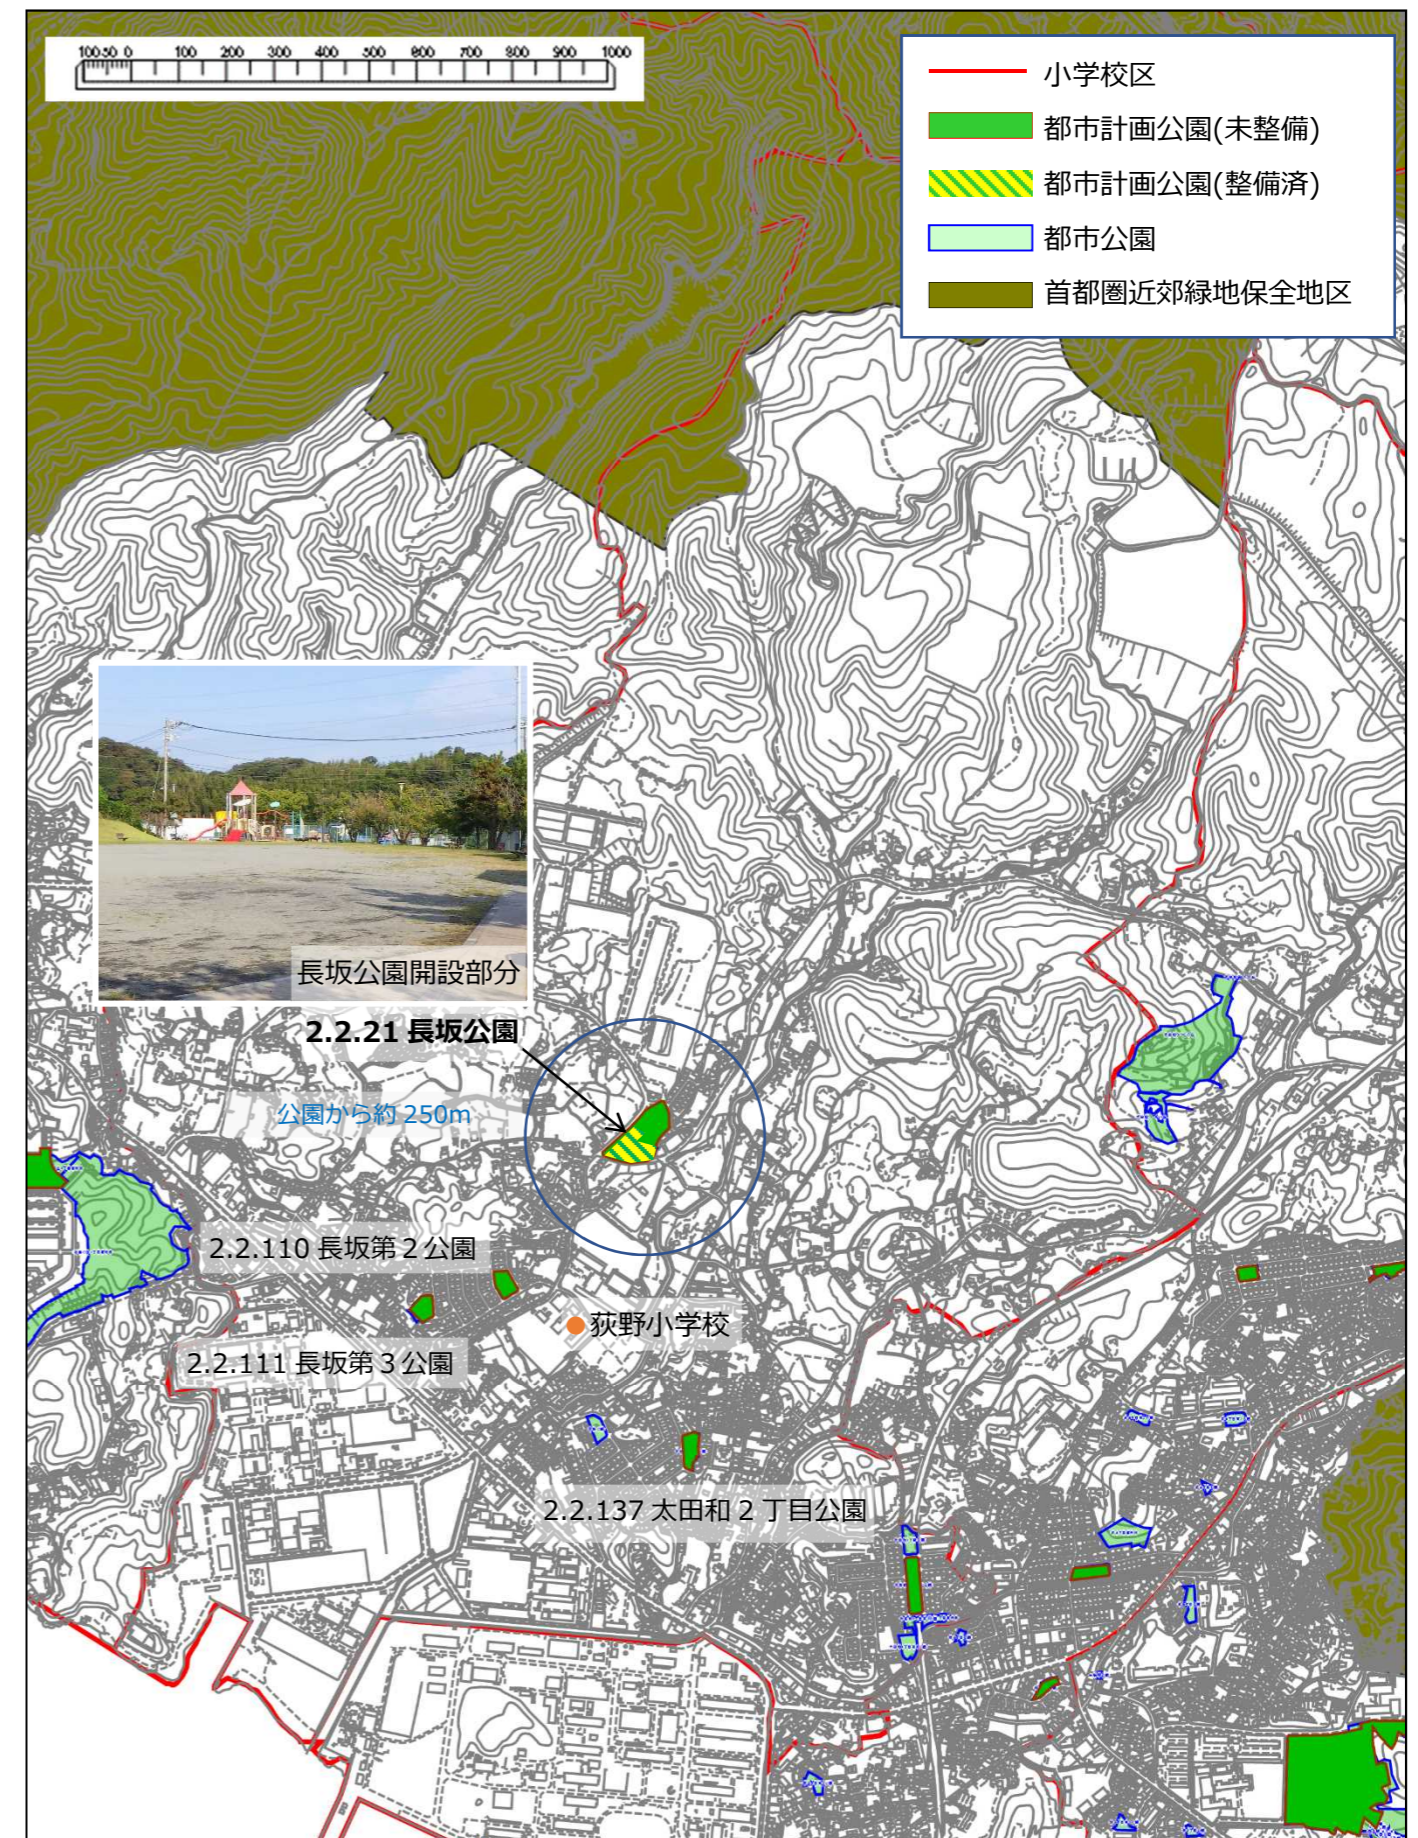 100 50 0 100 200 300 400 500 600 700 800 900 1000
小学校区
都市計画公園(未整備)
都市計画公園(整備済)
都市公園
首都圏近郊緑地保全地区
長坂公園開設部分
2.2.21 長坂公園
公園から約 250m
2.2.110 長坂第２公園
荻野小学校
2.2.111 長坂第３公園
2.2.137 太田和２丁目公園